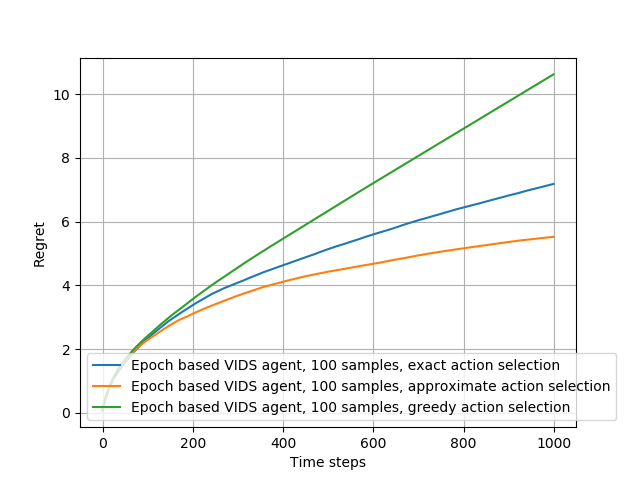 10
8
6
4
2
0
Regret
Epoch based VIDS agent, 100 samples, exact action selection
Epoch based VIDS agent, 100 samples, approximate action selection
Epoch based VIDS agent, 100 samples, greedy action selection
0 200 400 600 800 1000
Time steps